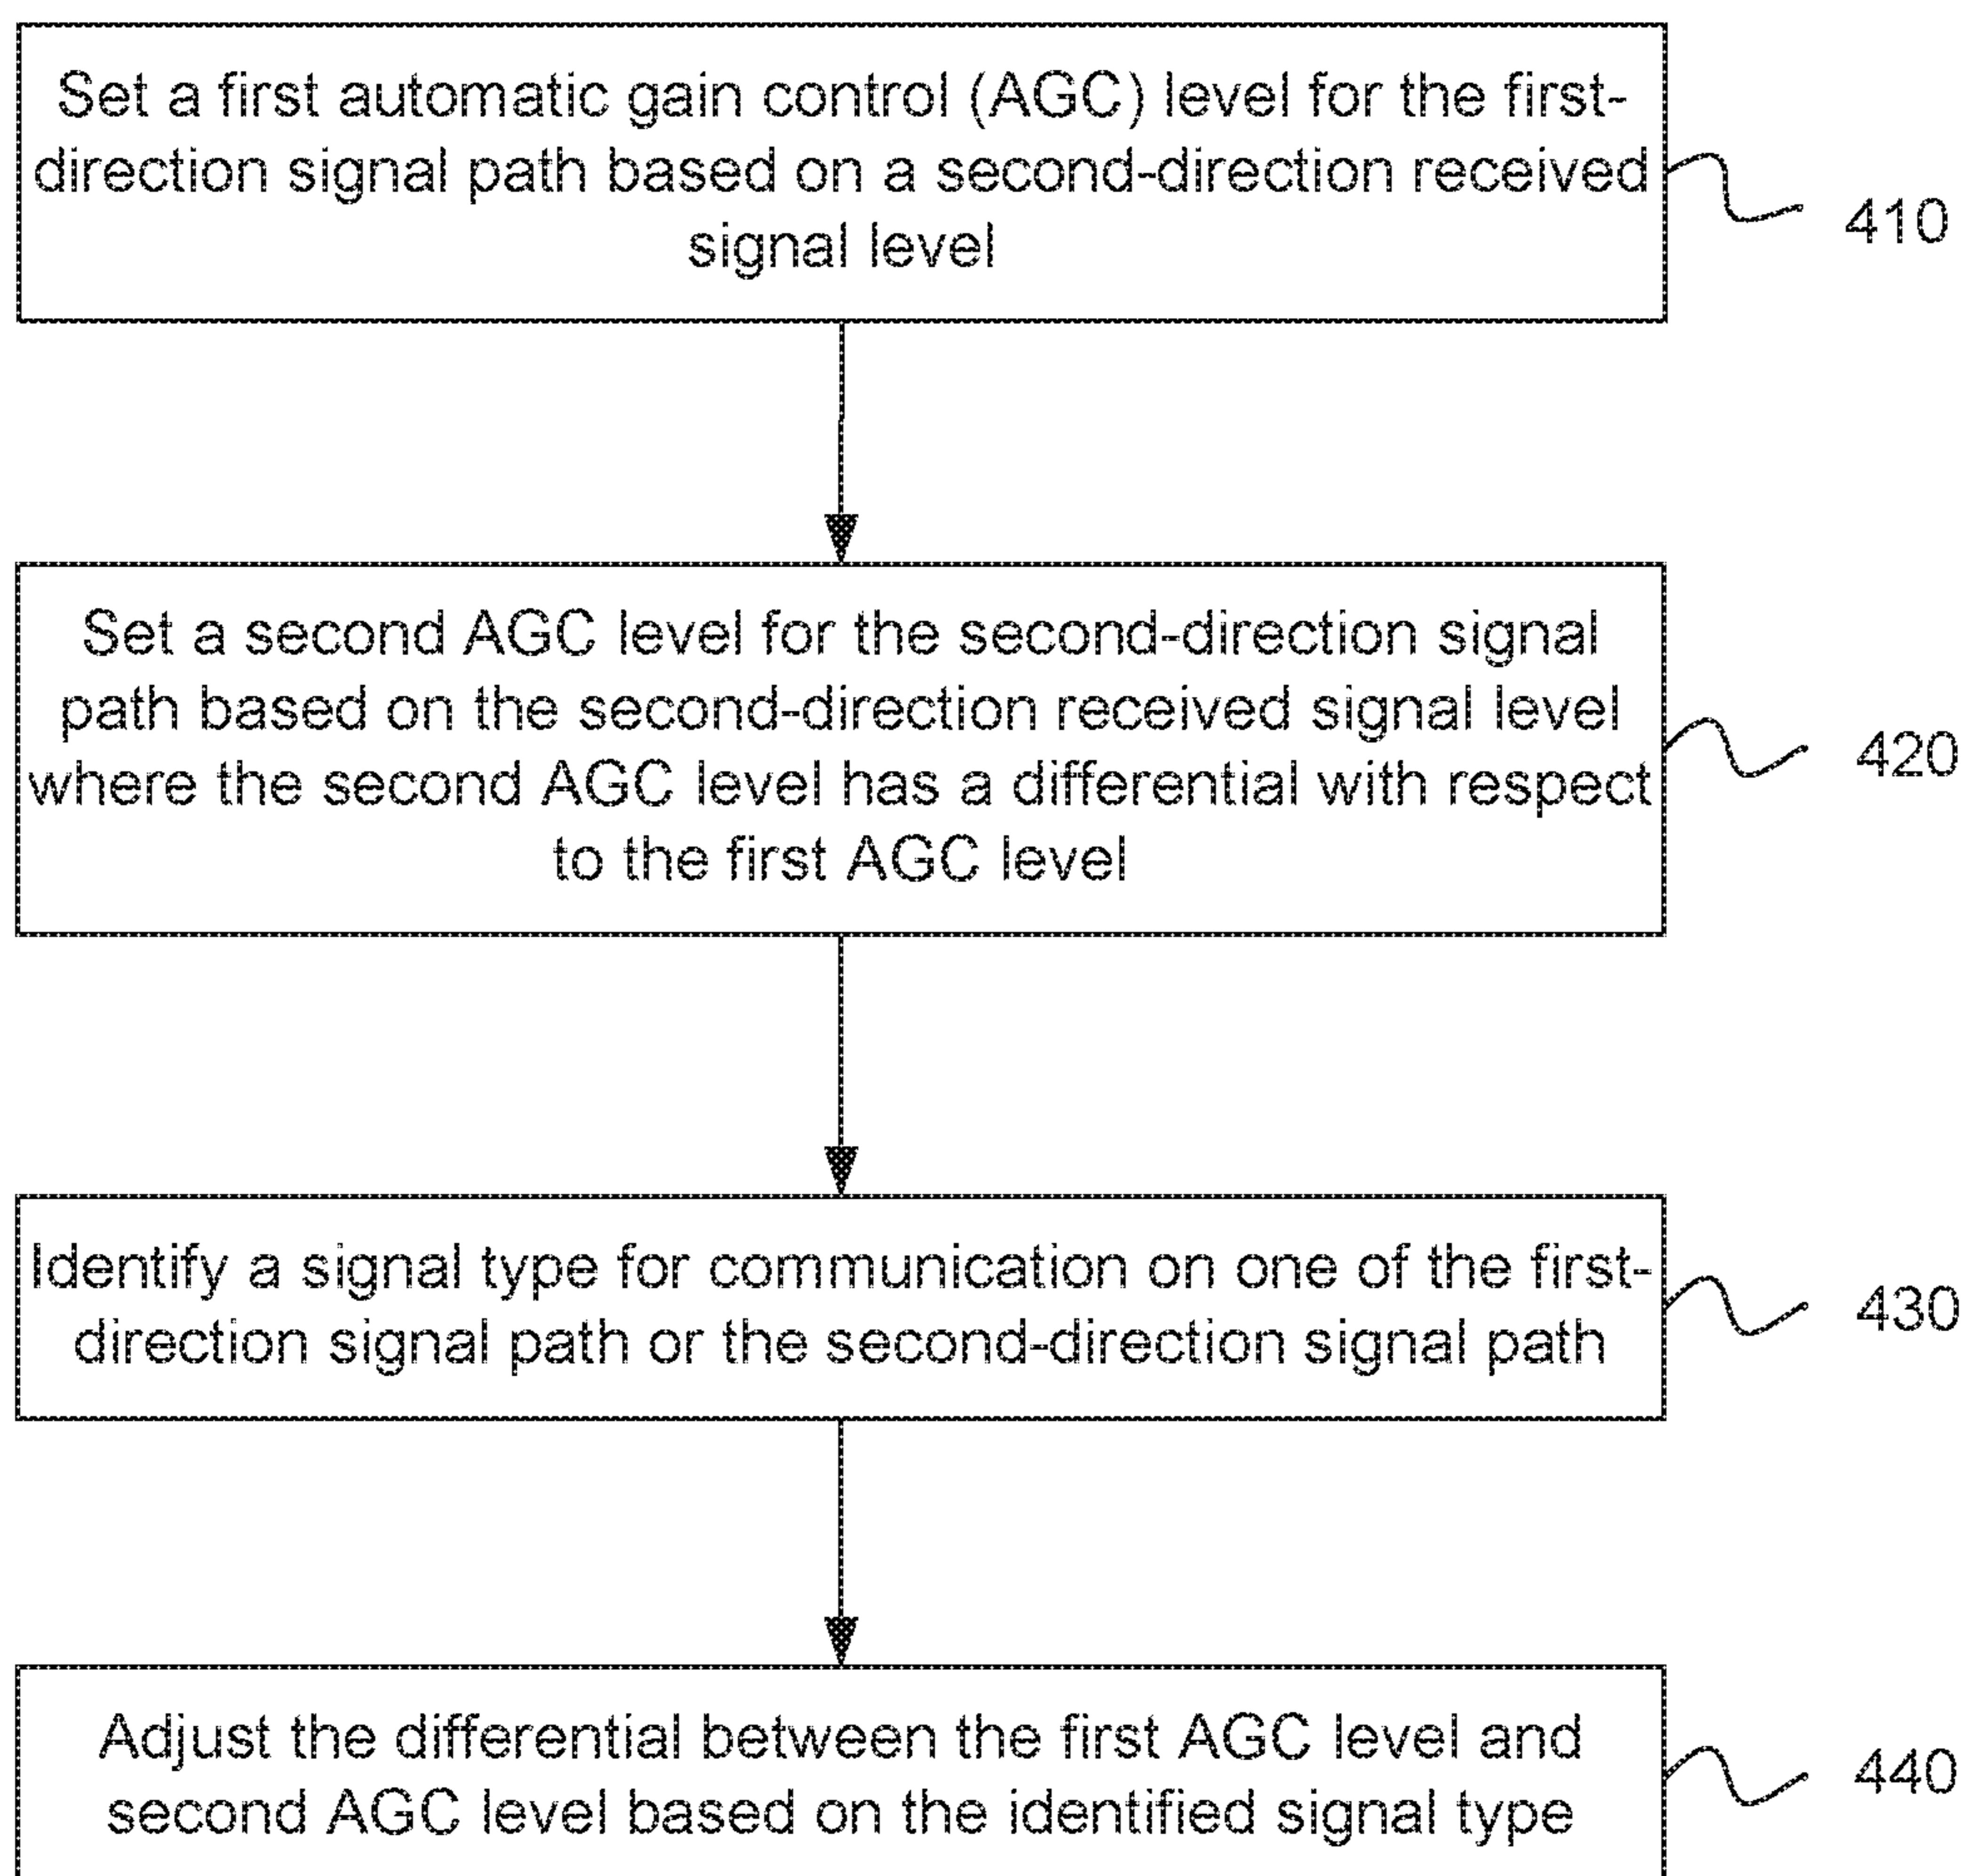 Set a first automatic gain control (AGC) level for the first-
direction signal path based on a second-direction received
signal level
410
Set a second AGC level for the second-direction signal
path based on the second-direction received signal level
where the second AGC level has a differential with respect
to the first AGC level
420
Identify a signal type for communication on one of the first-
direction signal path or the second-direction signal path
430
Adjust the differential between the first AGC level and
second AGC level based on the identified signal type
440